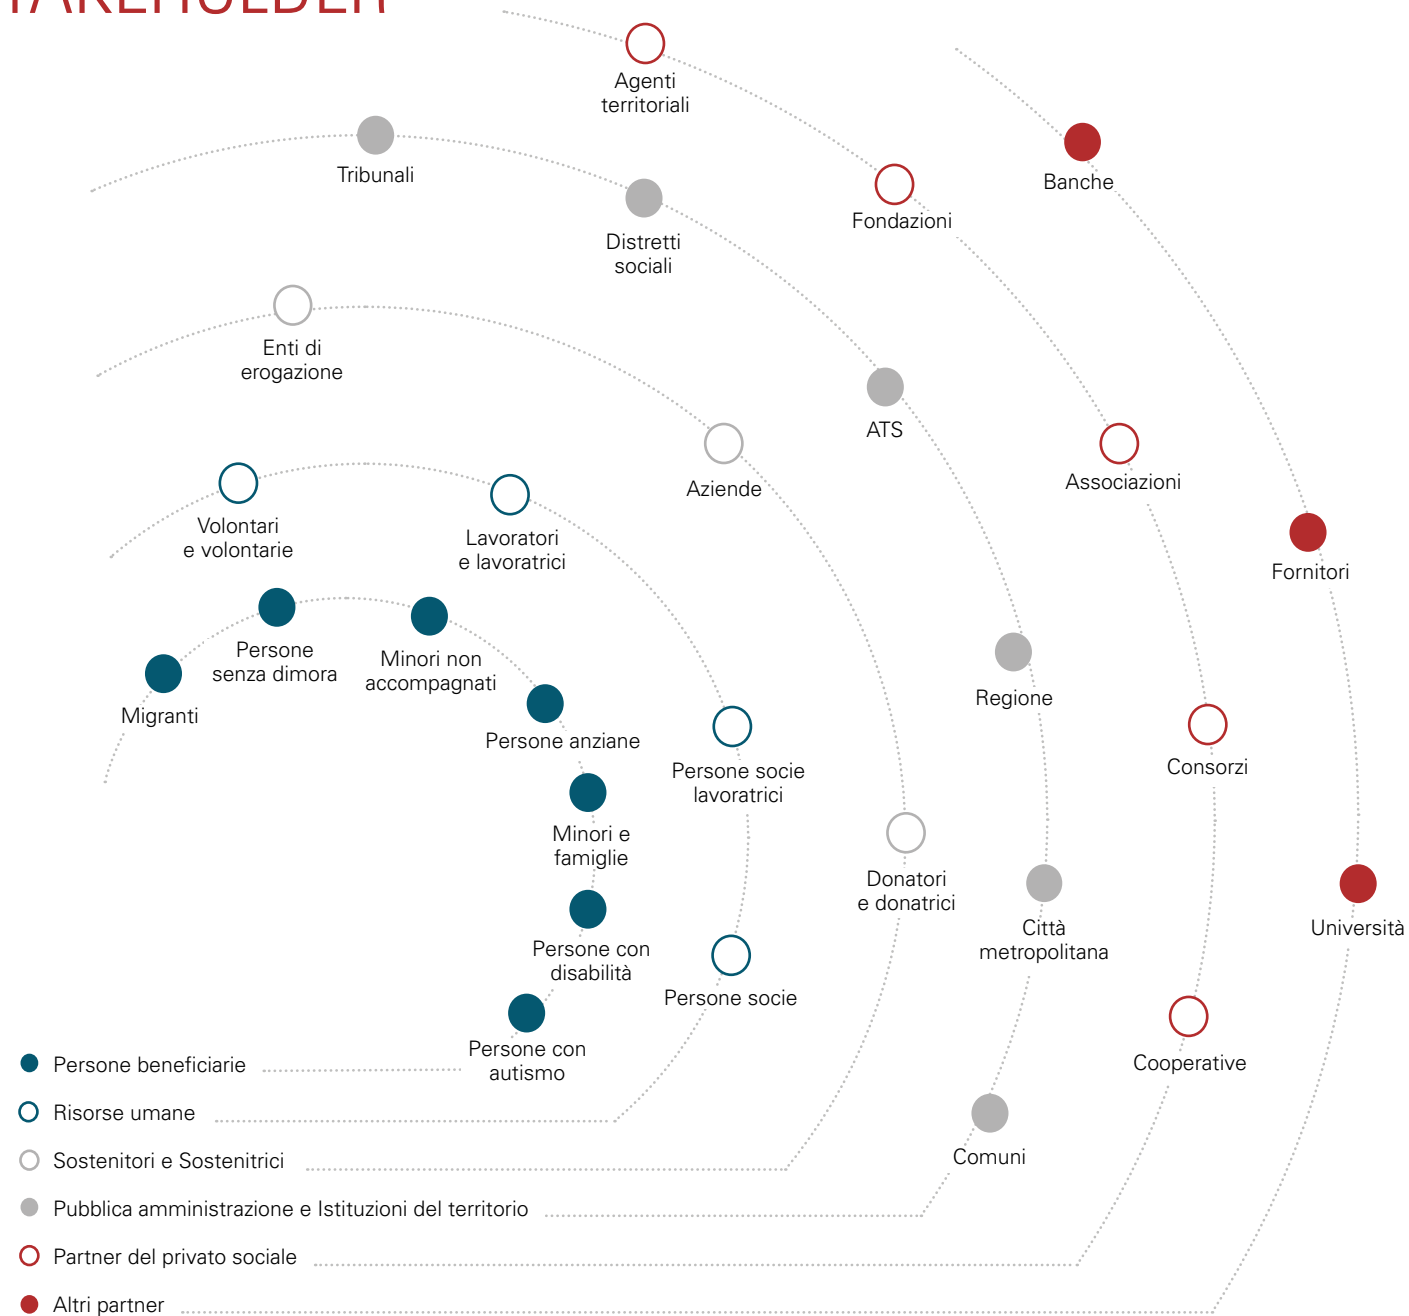 TAKEHOLDER
Agenti
territoriali
Banche
Tribunali
Fondazioni
Distretti
sociali
Enti di
erogazione
ATS
Aziende
Associazioni
Volontari
e volontarie
Lavoratori
e lavoratrici
Fornitori
Persone
senza dimora
Minori non
accompagnati
Migranti
Regione
Persone anziane
Persone socie
lavoratrici
Consorzi
Minori e
famiglie
Donatori
e donatrici
Città
metropolitana
Università
Persone con
disabilità
Persone socie
Persone con
autismo
Cooperative
Comuni
Persone beneficiarie
Risorse umane
Sostenitori e Sostenitrici
Pubblica amministrazione e Istituzioni del territorio
Partner del privato sociale
Altri partner